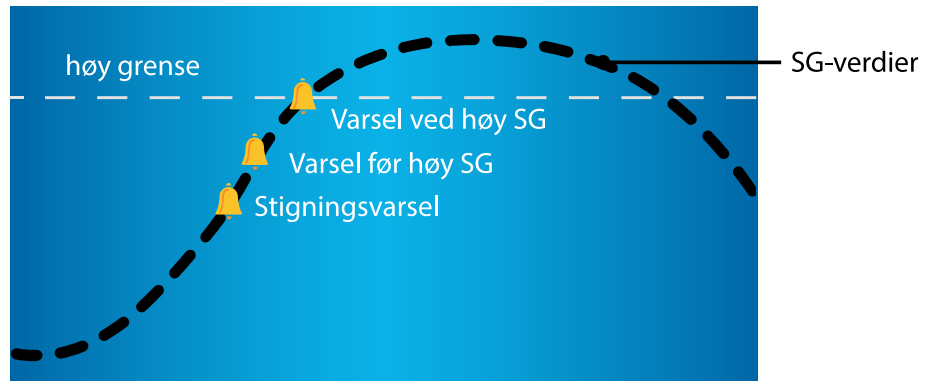 høy grense
SG-verdier
Varsel ved høy SG
Varsel før høy SG
Stigningsvarsel